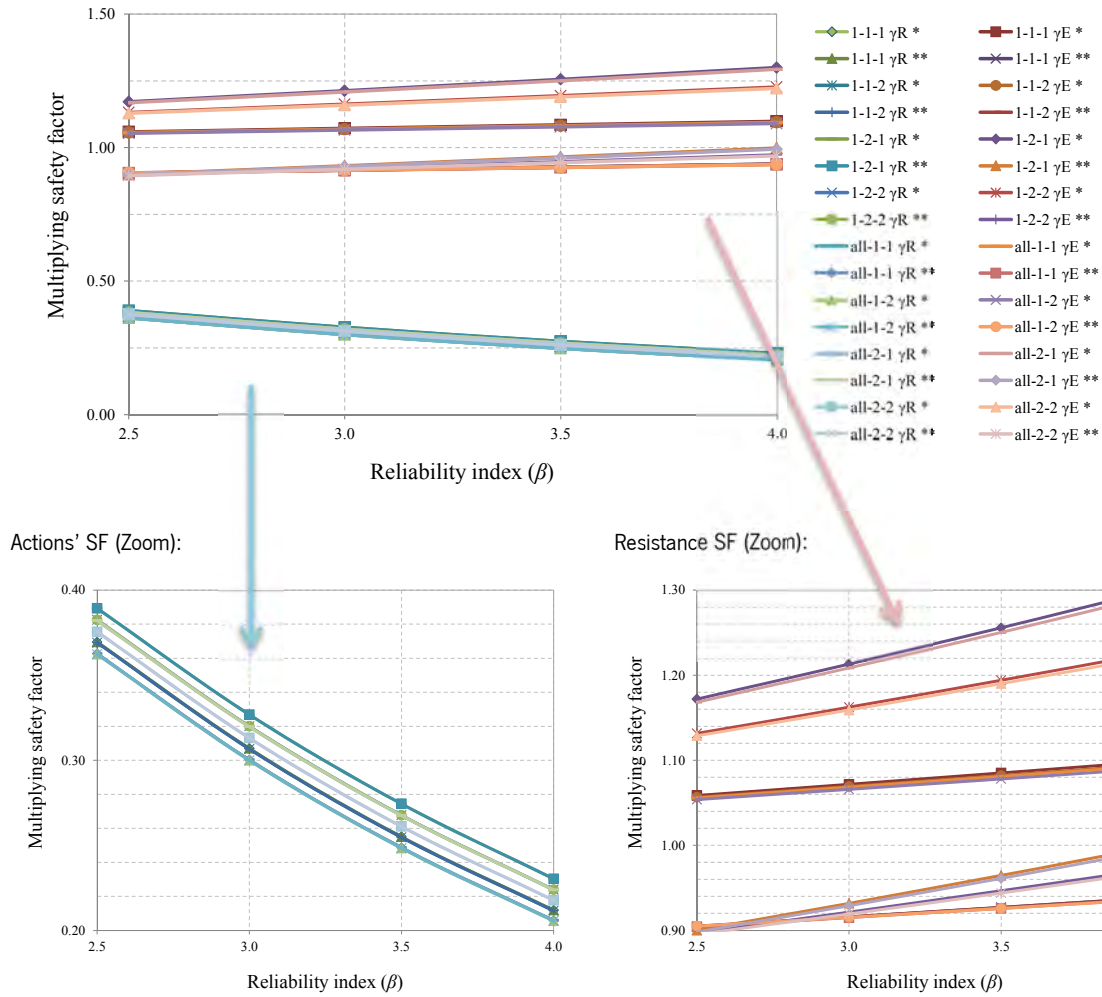 1.50
1.00
0.50
0.00
Multiplying safety factor
2.5
3.0
3.5
4.0
Reliability index (β)
1-1-1 γR *
1-1-1 γE *
1-1-1 γR **
1-1-1 γE **
1-1-2 γR *
1-1-2 γE *
1-1-2 γR **
1-1-2 γE **
1-2-1 γR *
1-2-1 γE *
1-2-1 γR **
1-2-1 γE **
1-2-2 γR *
1-2-2 γE *
1-2-2 γR **
1-2-2 γE **
all-1-1 γR *
all-1-1 γE *
all-1-1 γR **
all-1-1 γE **
all-1-2 γR *
all-1-2 γE *
all-1-2 γR **
all-1-2 γE **
all-2-1 γR *
all-2-1 γE *
all-2-1 γR **
all-2-1 γE **
all-2-2 γR *
all-2-2 γE *
all-2-2 γR **
all-2-2 γE **
Actions' SF (Zoom):
0.40
0.30
0.20
Multiplying safety factor
2.5
3.0
3.5
4.0
Reliability index (β)
Resistance SF (Zoom):
1.30
1.20
1.10
1.00
0.90
Multiplying safety factor
2.5
3.0
3.5
Reliability index (β)